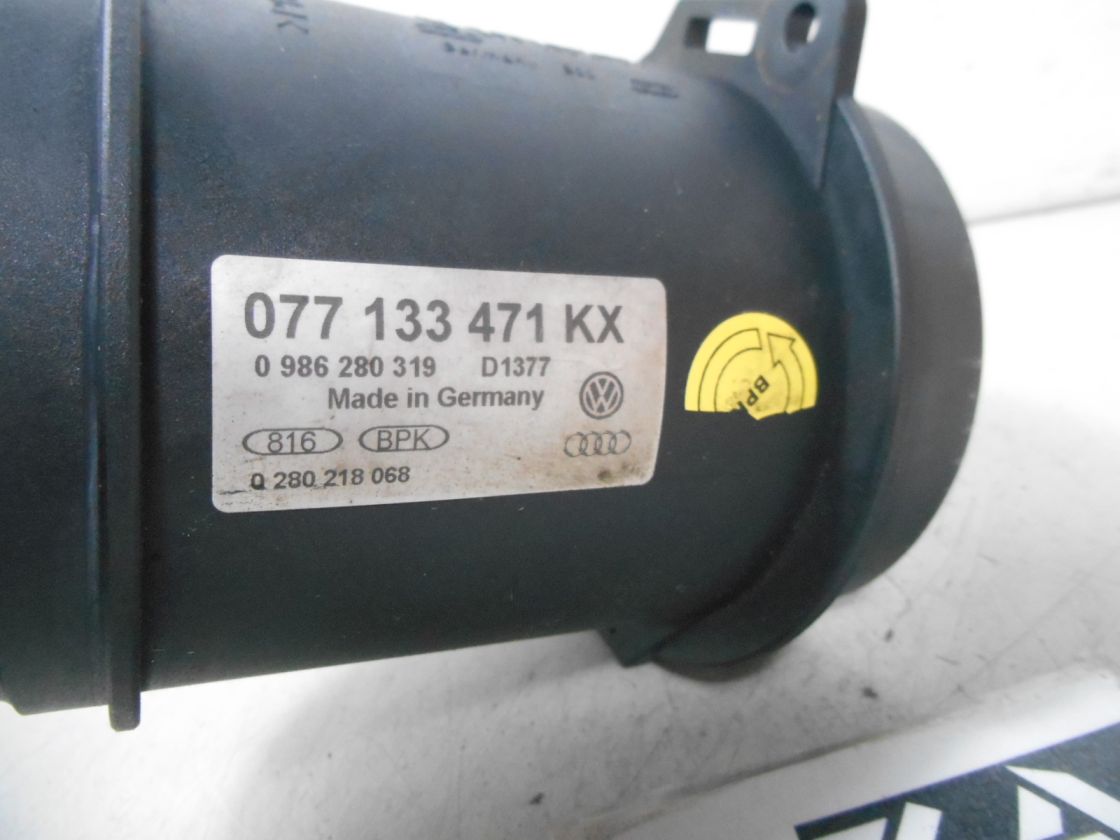 077 133 471 KX
0 986 280 319 D1377
Made in Germany
816 BPK
0 280 218 068